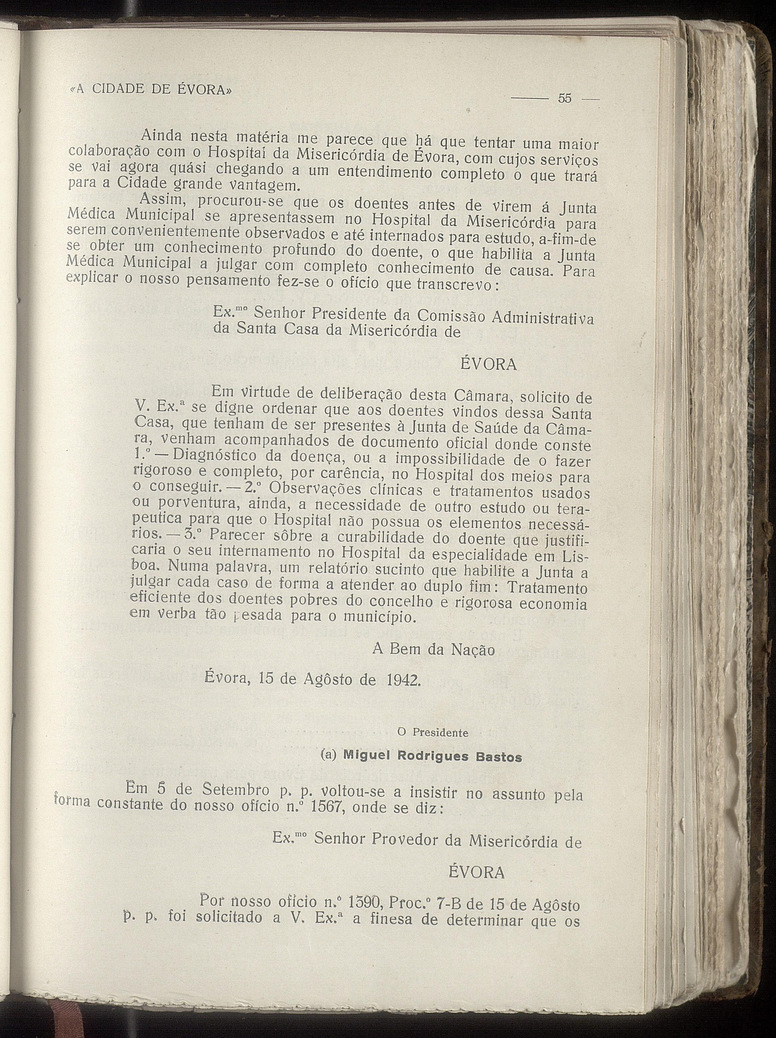 «A CIDADE DE ÉVORA»
55
Ainda nesta matéria me parece que há que tentar uma maior
colaboração com o Hospital da Misericórdia de Évora, com cujos serviços
se vai agora quási chegando a um entendimento completo o que trará
para a Cidade grande vantagem.
Assim, procurou-se que os doentes antes de virem á Junta
Médica Municipal se apresentassem no Hospital da Misericórdia para
serem convenientemente observados e até internados para estudo, a-fim-de
se obter um conhecimento profundo do doente, o que habilita a Junta
Médica Municipal a julgar com completo conhecimento de causa. Para
explicar o nosso pensamento fez-se o ofício que transcrevo:
Ex.mo Senhor Presidente da Comissão Administrativa
da Santa Casa da Misericórdia de
ÉVORA
Em virtude de deliberação desta Câmara, solicito de
V. Ex.ª se digne ordenar que aos doentes vindos dessa Santa
Casa, que tenham de ser presentes à Junta de Saúde da Câma-
ra, venham acompanhados de documento oficial donde conste
1.º — Diagnóstico da doença, ou a impossibilidade de o fazer
rigoroso e completo, por carência, no Hospital dos meios para
o conseguir. — 2.º Observações clínicas e tratamentos usados
ou porventura, ainda, a necessidade de outro estudo ou tera-
peutica para que o Hospital não possua os elementos necessá-
rios. — 3.º Parecer sôbre a curabilidade do doente que justifi-
caria o seu internamento no Hospital da especialidade em Lis-
boa. Numa palavra, um relatório sucinto que habilite a Junta a
julgar cada caso de forma a atender ao duplo fim: Tratamento
eficiente dos doentes pobres do concelho e rigorosa economia
em verba tão pesada para o município.
A Bem da Nação
Évora, 15 de Agôsto de 1942.
O Presidente
(a) Miguel Rodrigues Bastos
Em 5 de Setembro p. p. voltou-se a insistir no assunto pela
forma constante do nosso ofício n.º 1567, onde se diz:
Ex.mo Senhor Provedor da Misericórdia de
ÉVORA
Por nosso ofício n.º 1390, Proc.º 7-B de 15 de Agôsto
p. p. foi solicitado a V. Ex.ª a finesa de determinar que os